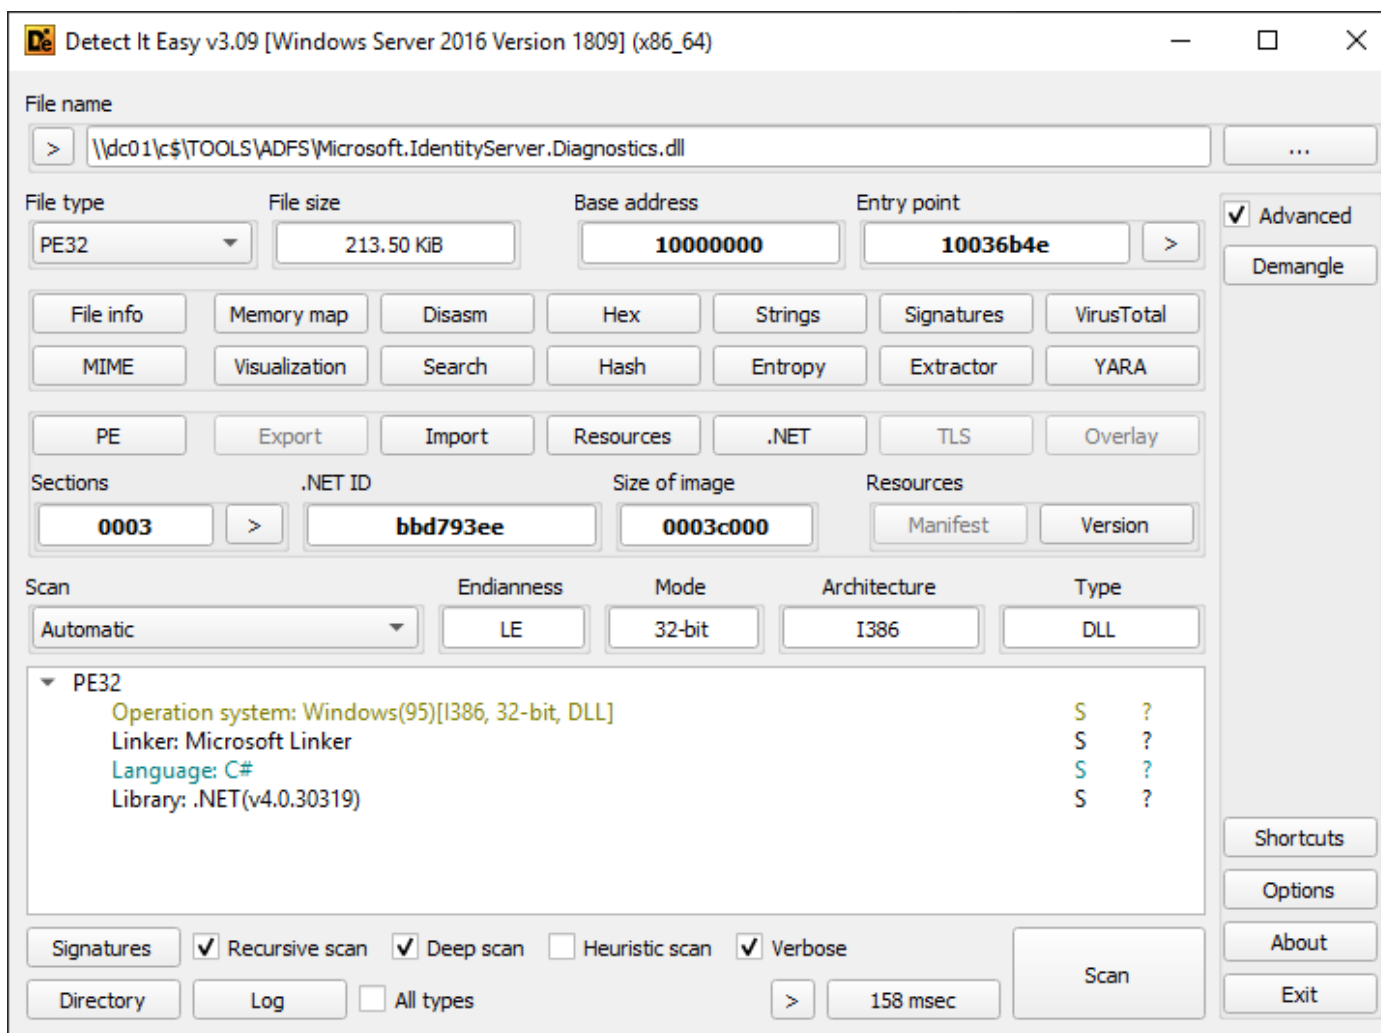 Detect It Easy v3.09 [Windows Server 2016 Version 1809] (x86_64)
File name
> \\dc01\c$\TOOLS\ADFS\Microsoft.IdentityServer.Diagnostics.dll ...
File type File size Base address Entry point
PE32 213.50 KiB 10000000 10036b4e >
Advanced
Demangle
File info Memory map Disasm Hex Strings Signatures VirusTotal
MIME Visualization Search Hash Entropy Extractor YARA
PE Export Import Resources .NET TLS Overlay
Sections .NET ID Size of image Resources
0003 > bbd793ee 0003c000 Manifest Version
Scan Endianness Mode Architecture Type
Automatic LE 32-bit I386 DLL
PE32
Operation system: Windows(95)[I386, 32-bit, DLL] S ?
Linker: Microsoft Linker S ?
Language: C# S ?
Library: .NET(v4.0.30319) S ?
Shortcuts
Options
About
Exit
Signatures Recursive scan Deep scan Heuristic scan Verbose
Directory Log All types > 158 msec
Scan